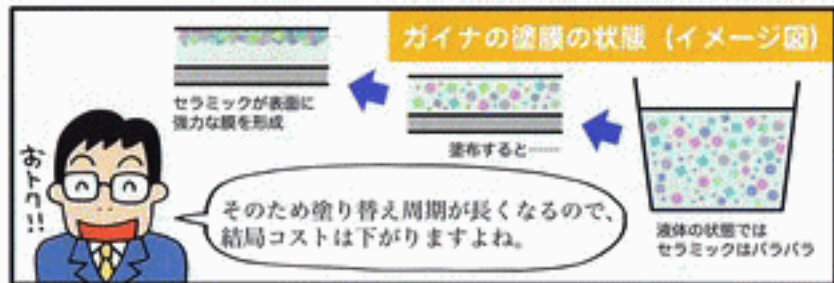 ガイナの塗膜の状態（イメージ図）
セラミックが表面に
強力な膜を形成
塗布すると……
液体の状態では
セラミックはバラバラ
おトク!!
そのため塗り替え周期が長くなるので、
結局コストは下がりますよね。